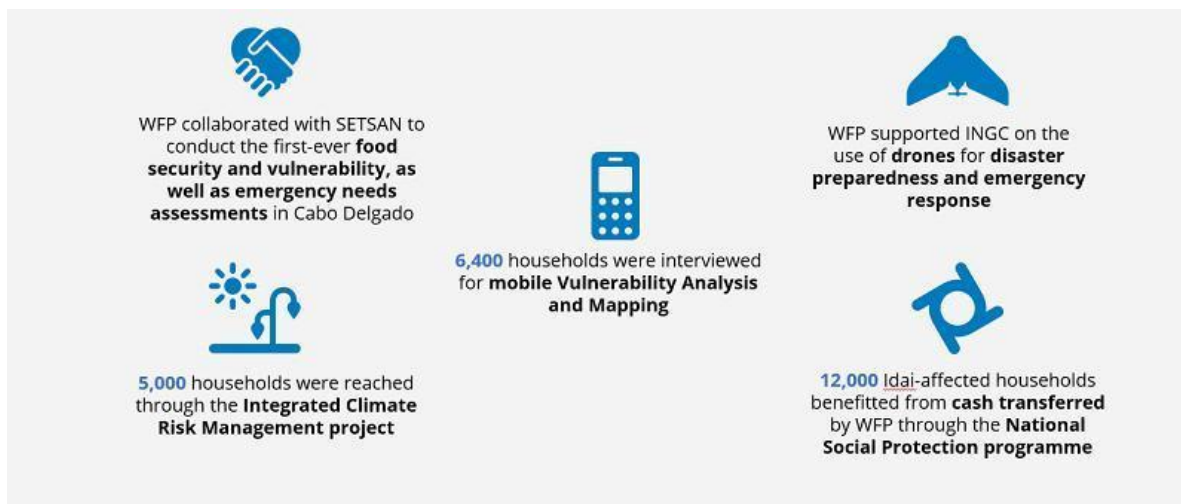 WFP collaborated with SETSAN to
conduct the first-ever food
security and vulnerability, as
well as emergency needs
assessments in Cabo Delgado
5,000 households were reached
through the Integrated Climate
Risk Management project
6,400 households were interviewed
for mobile Vulnerability Analysis
and Mapping
WFP supported INGC on the
use of drones for disaster
preparedness and emergency
response
12,000 Idai-affected households
benefitted from cash transferred
by WFP through the National
Social Protection programme